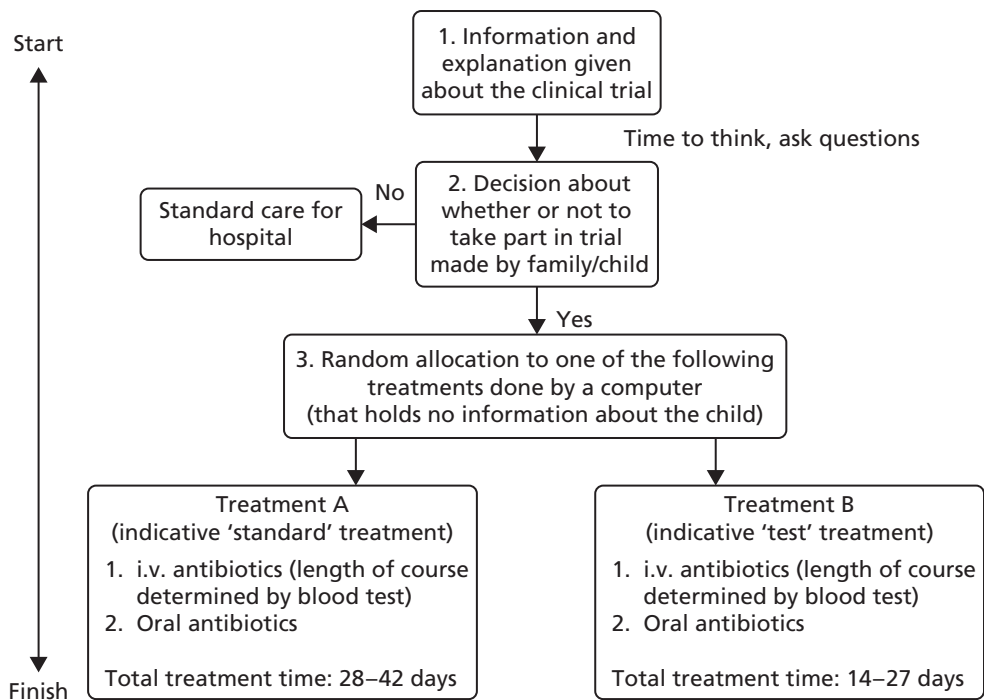 Start
1. Information and
explanation given
about the clinical trial
Time to think, ask questions
2. Decision about
whether or not to
take part in trial
made by family/child
No
Standard care for
hospital
Yes
3. Random allocation to one of the following
treatments done by a computer
(that holds no information about the child)
Treatment A
(indicative ‘standard’ treatment)
1. i.v. antibiotics (length of course
determined by blood test)
2. Oral antibiotics
Total treatment time: 28–42 days
Treatment B
(indicative ‘test’ treatment)
1. i.v. antibiotics (length of course
determined by blood test)
2. Oral antibiotics
Total treatment time: 14–27 days
Finish